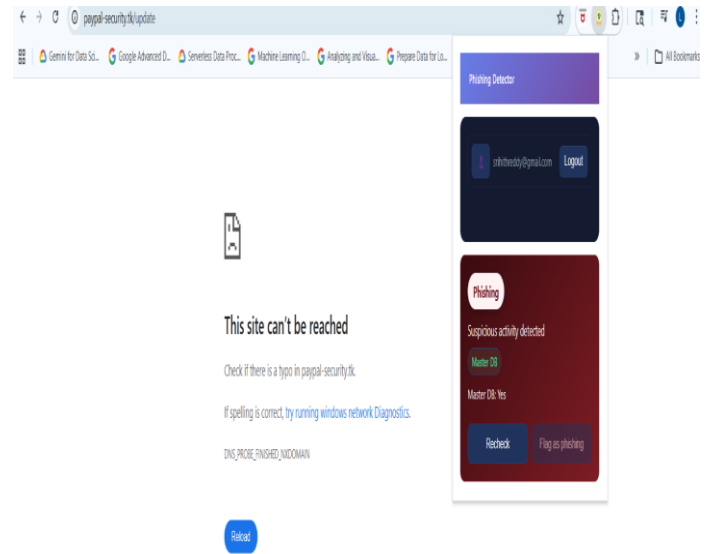 paypal-security.tk/update
Gemini for Data So... Google Advanced D... Serverless Data Proc... Machine Learning O... Analyzing and Visua... Prepare Data for Lo... » All Bookmarks
Phishing Detector
srihithreddy@gmail.com Logout
This site can't be reached
Check if there is a typo in paypal-security.tk.
If spelling is correct, try running windows network Diagnostics.
DNS_PROBE_FINISHED_NXDOMAIN
Reload
Phishing
Suspicious activity detected
Master DB
Master DB: Yes
Recheck Flag as phishing